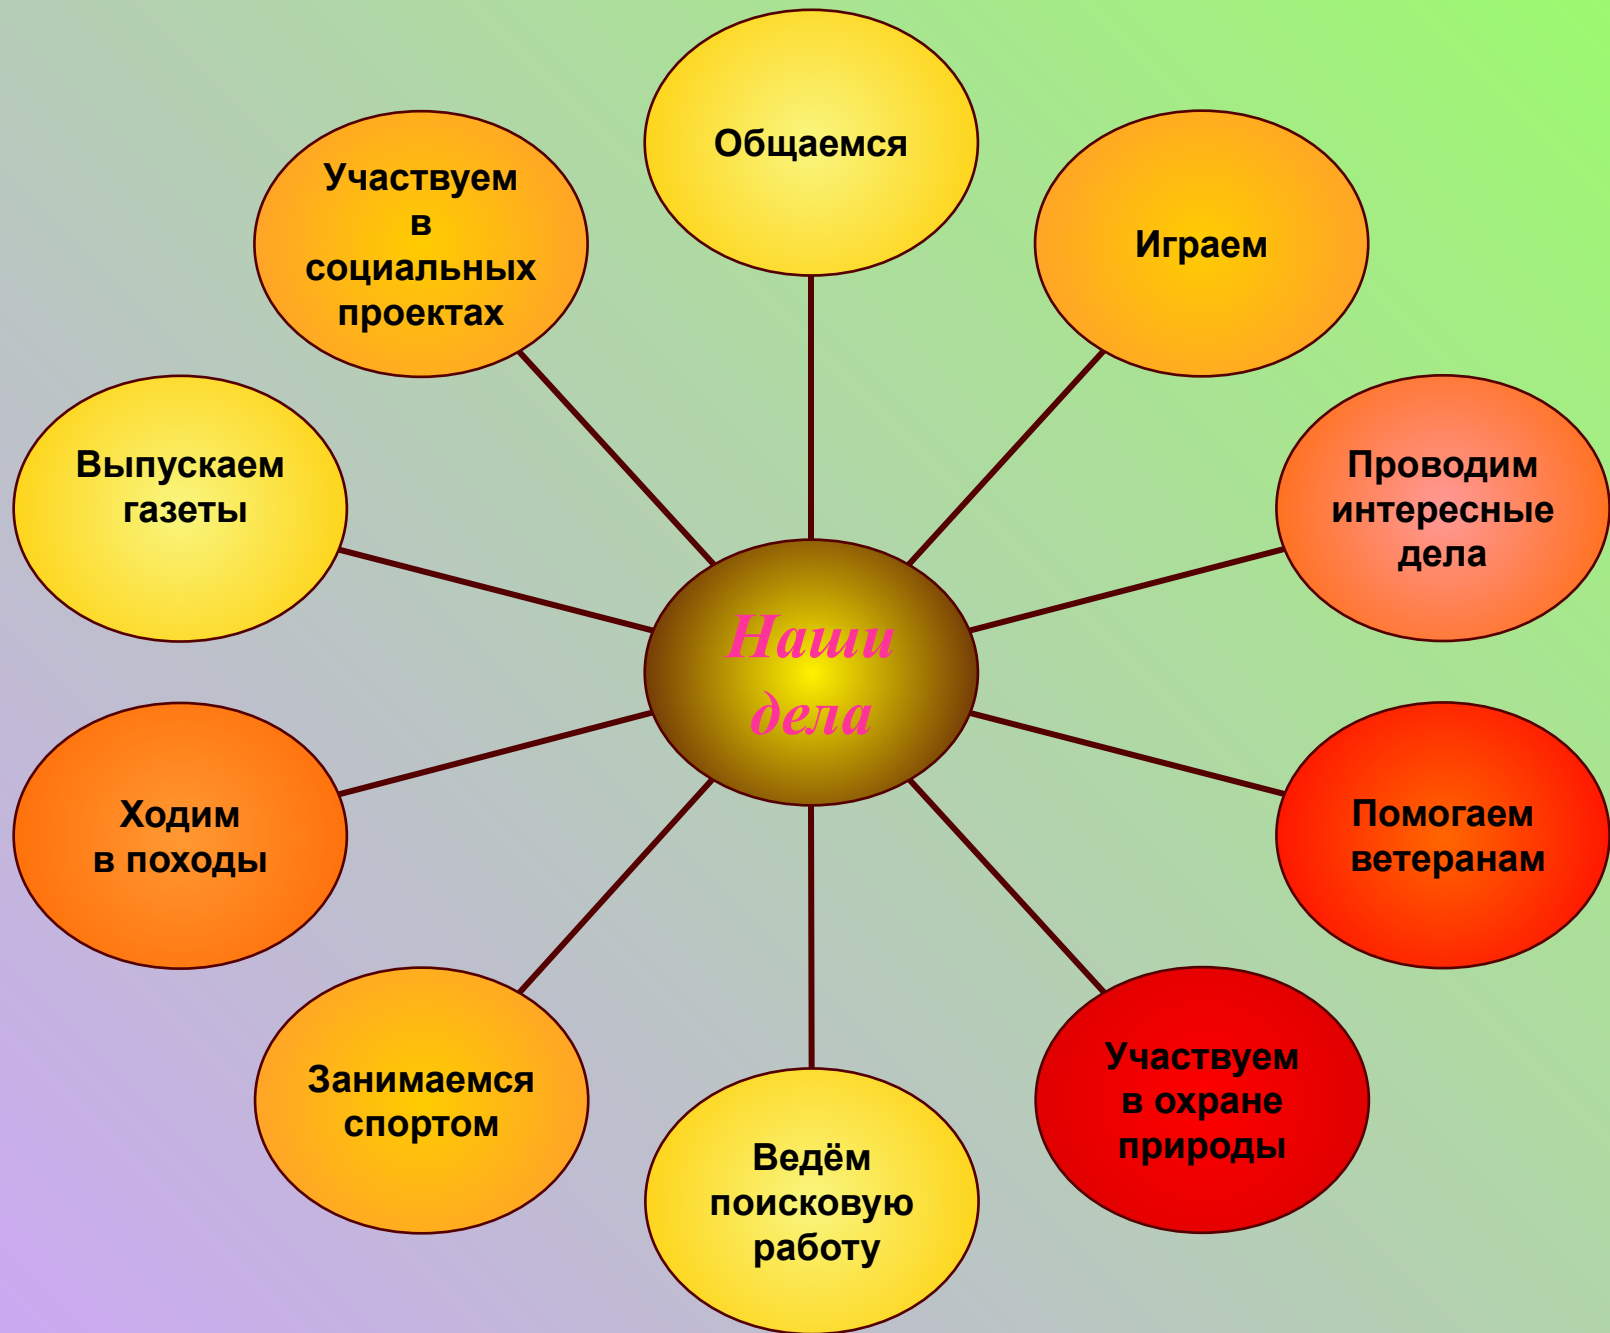 Общаемся
Играем
Проводим
интересные
дела
Помогаем
ветеранам
Участвуем
в охране
природы
Ведём
поисковую
работу
Занимаемся
спортом
Ходим
в походы
Выпускаем
газеты
Участвуем
в
социальных
проектах
Наши
дела